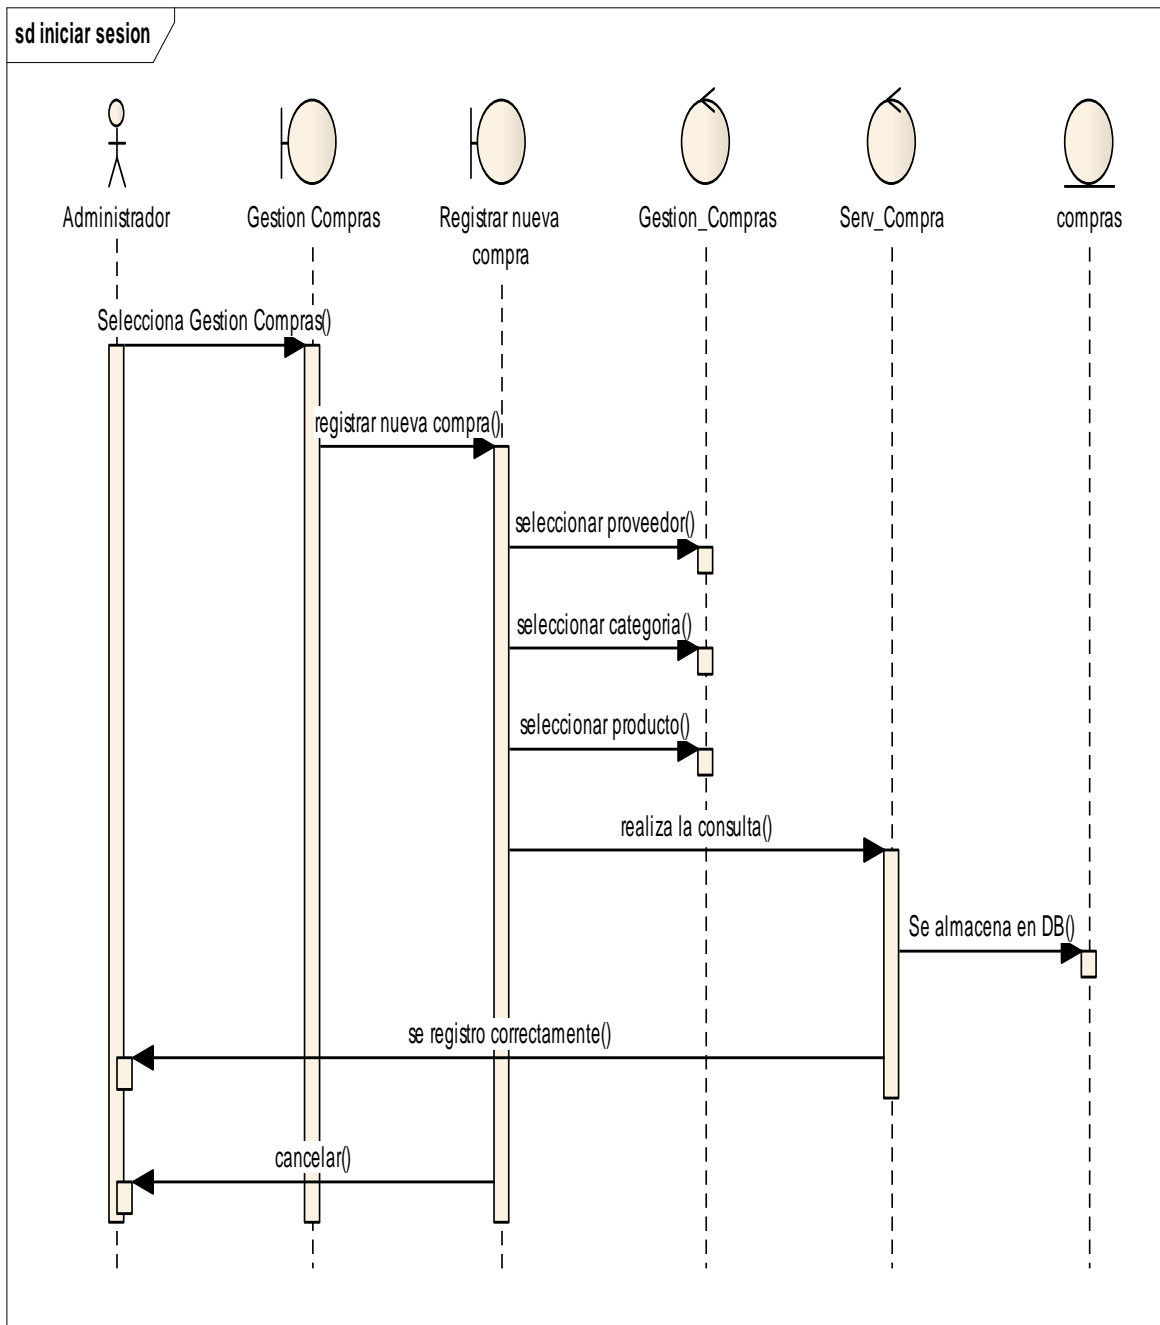 sd iniciar sesion
Administrador
Gestion Compras
Registrar nueva
compra
Gestion_Compras
Serv_Compra
compras
Selecciona Gestion Compras()
registrar nueva compra()
seleccionar proveedor()
seleccionar categoria()
seleccionar producto()
realiza la consulta()
Se almacena en DB()
se registro correctamente()
cancelar()